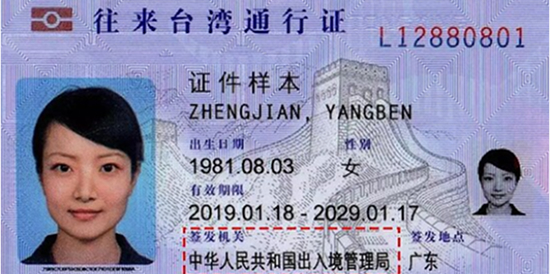 往来台湾通行证
L12880801
证件样本
ZHENGJIAN, YANGBEN
出生日期 性别
1981.08.03 女
有效期限
2019.01.18 - 2029.01.17
签发机关 签发地点
中华人民共和国出入境管理局 广东